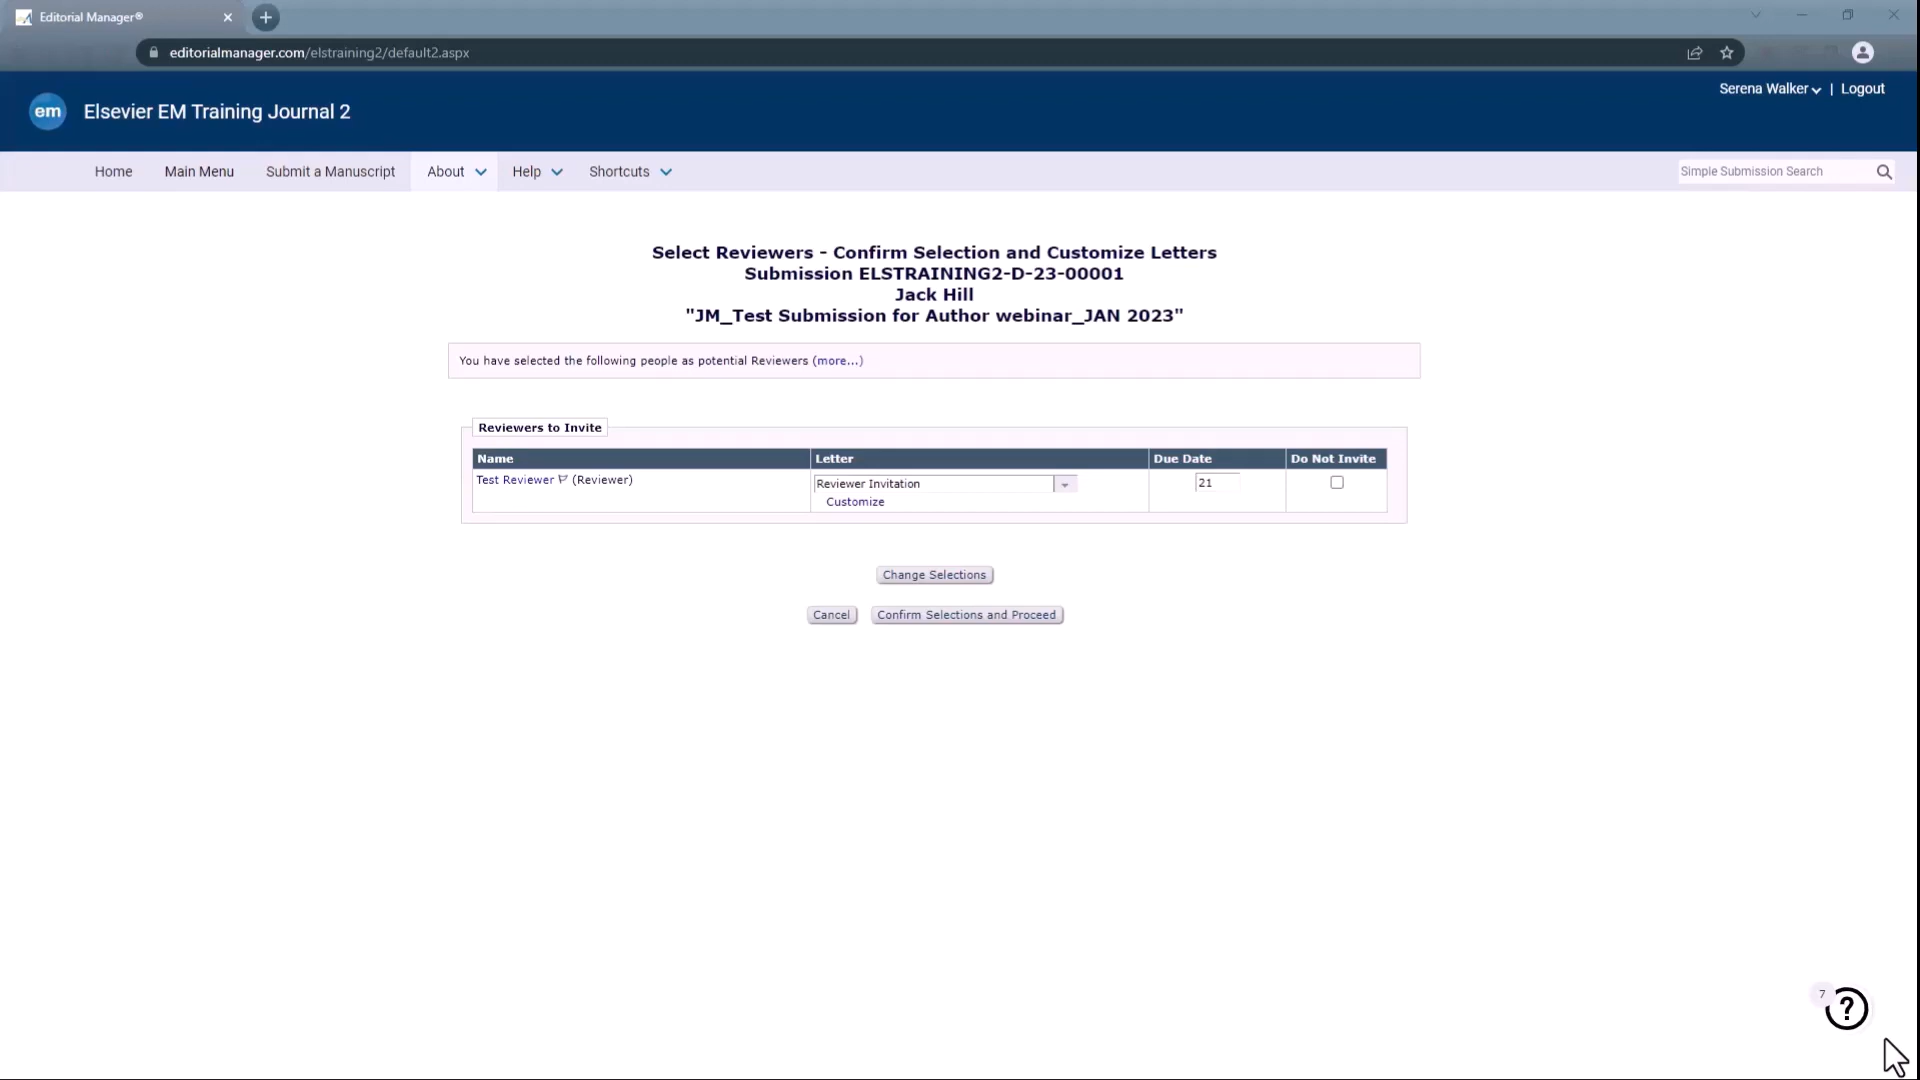 Editorial Manager®
editorialmanager.com/elstraining2/default2.aspx
Serena Walker | Logout
em Elsevier EM Training Journal 2
Home Main Menu Submit a Manuscript About Help Shortcuts Simple Submission Search
Select Reviewers - Confirm Selection and Customize Letters
Submission ELSTRAINING2-D-23-00001
Jack Hill
"JM_Test Submission for Author webinar_JAN 2023"
You have selected the following people as potential Reviewers (more...)
Reviewers to Invite
Name Letter Due Date Do Not Invite
Test Reviewer (Reviewer) Reviewer Invitation 21
Customize
Change Selections
Cancel Confirm Selections and Proceed
7
?